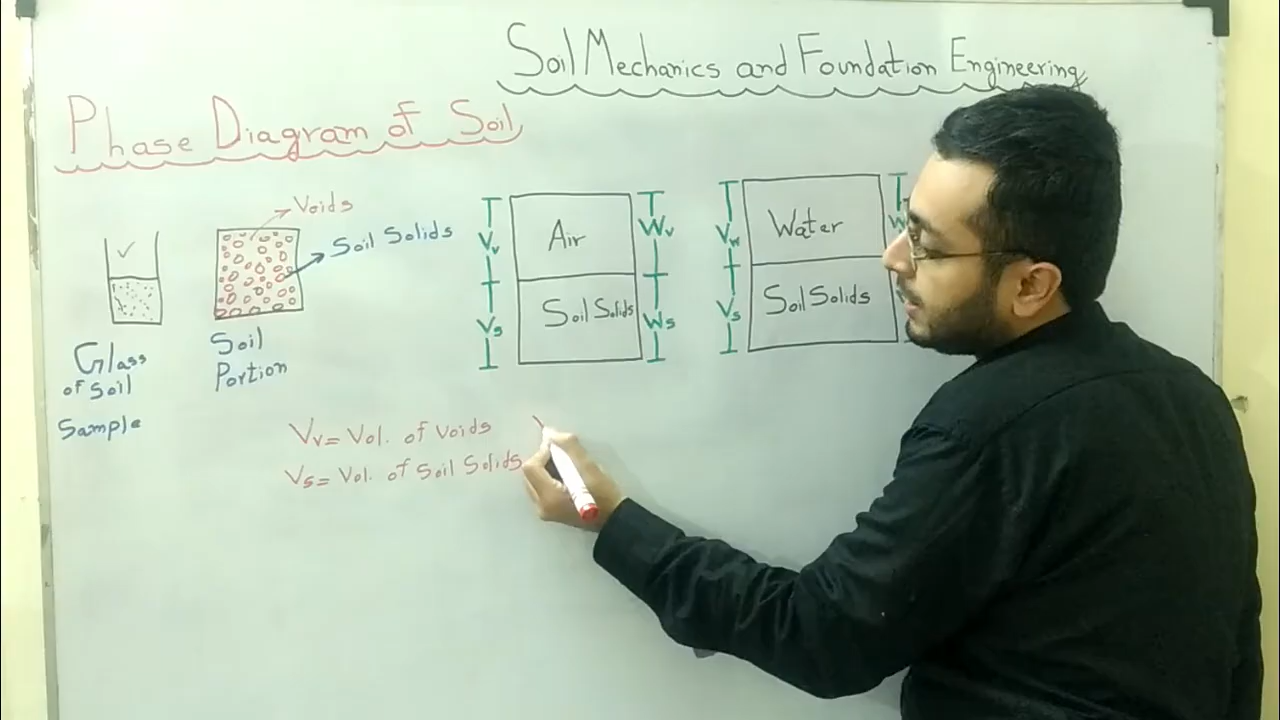 Soil Mechanics and Foundation Engineering
Phase Diagram of Soil
Voids
Soil Solids
Glass
of Soil
Sample
Soil
Portion
Vv
Air
Wv
Vs
Soil Solids
Ws
Vw
Water
W
Vs
Soil Solids
Vv = Vol. of Voids
Vs = Vol. of Soil Solids